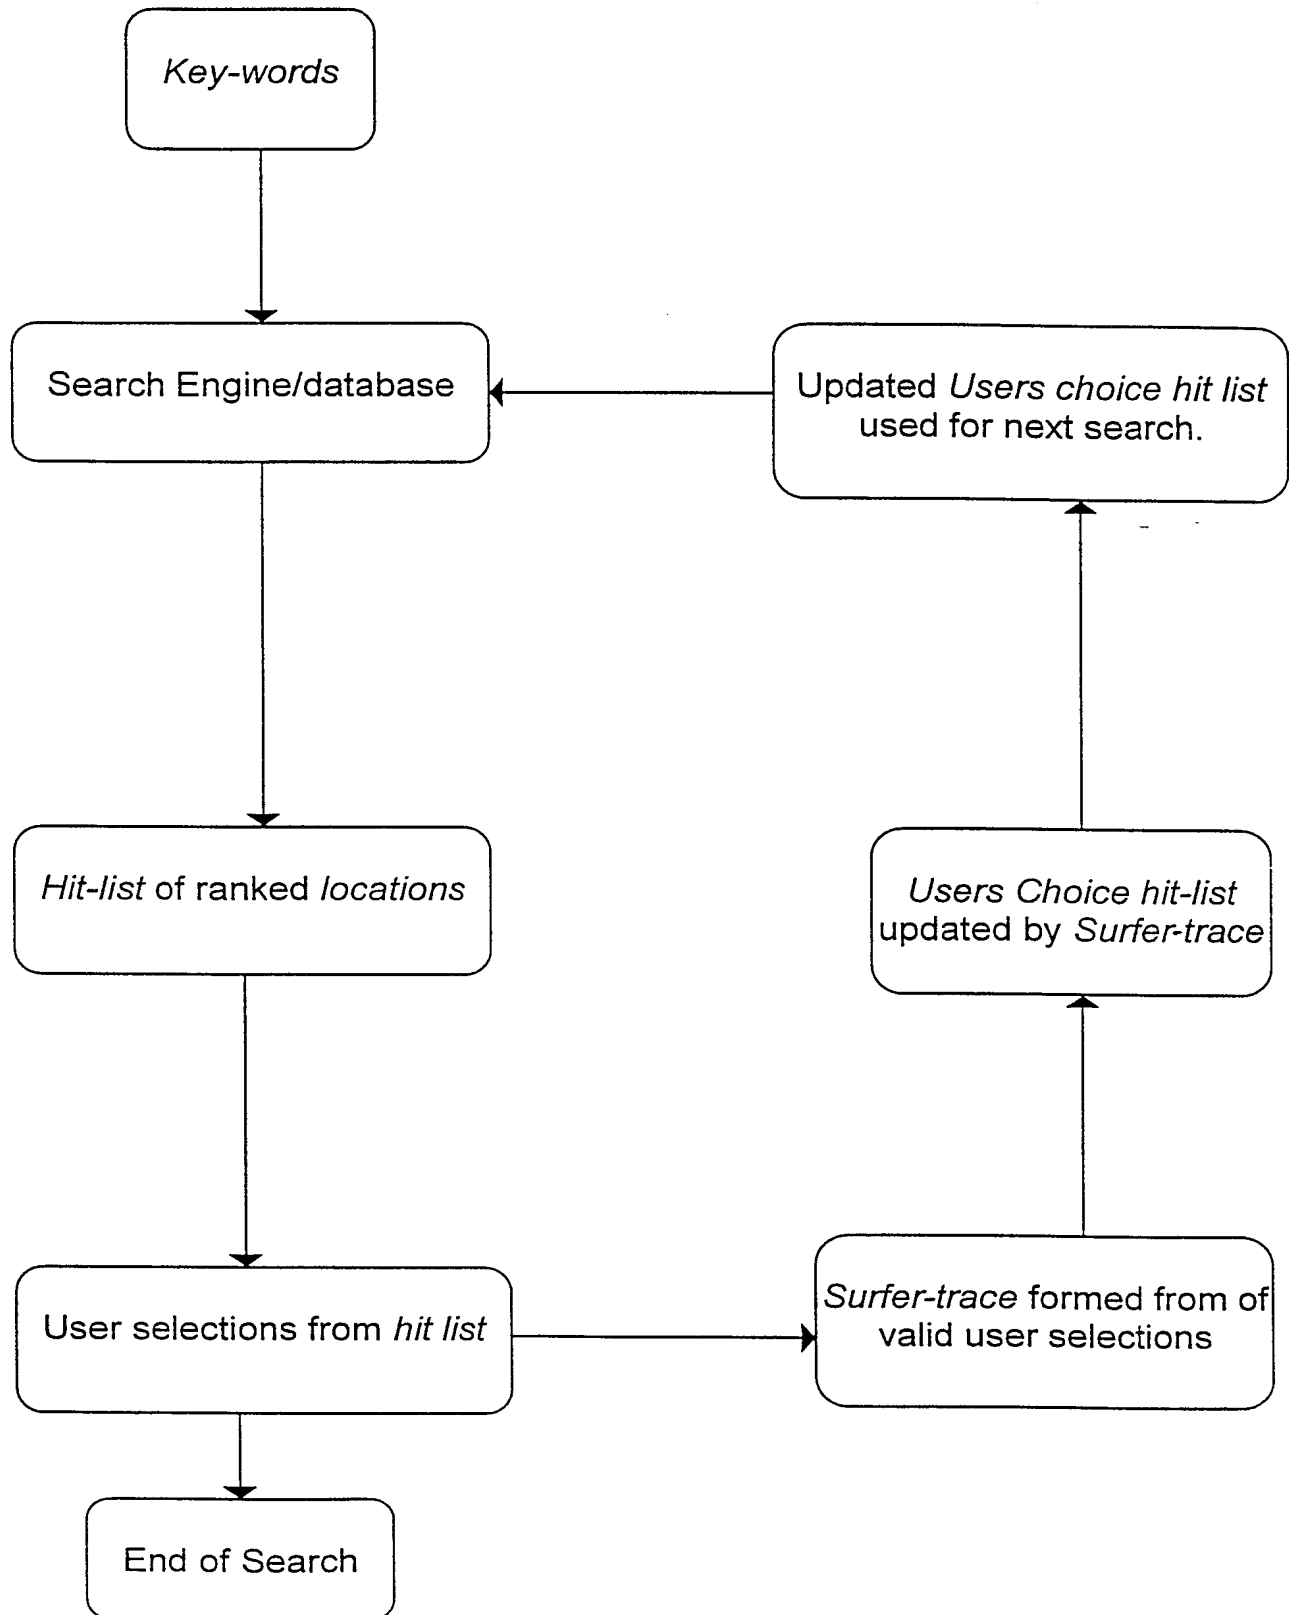 Key-words
Search Engine/database
Updated Users choice hit list
used for next search.
Hit-list of ranked locations
Users Choice hit-list
updated by Surfer-trace
User selections from hit list
Surfer-trace formed from of
valid user selections
End of Search